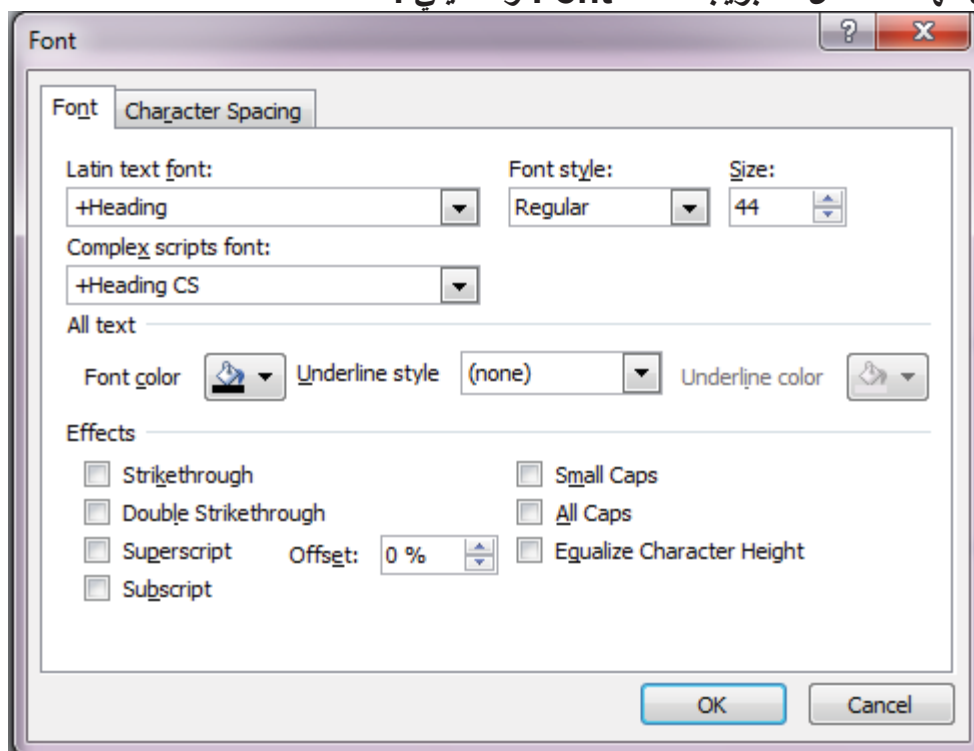 Font
Font
Font
Character Spacing
Latin text font:
Font style:
Size:
+Heading
Regular
44
Complex scripts font:
+Heading CS
All text
Font color
Underline style
(none)
Underline color
Effects
Strikethrough
Small Caps
Double Strikethrough
All Caps
Superscript
Offset:
0 %
Equalize Character Height
Subscript
OK
Cancel